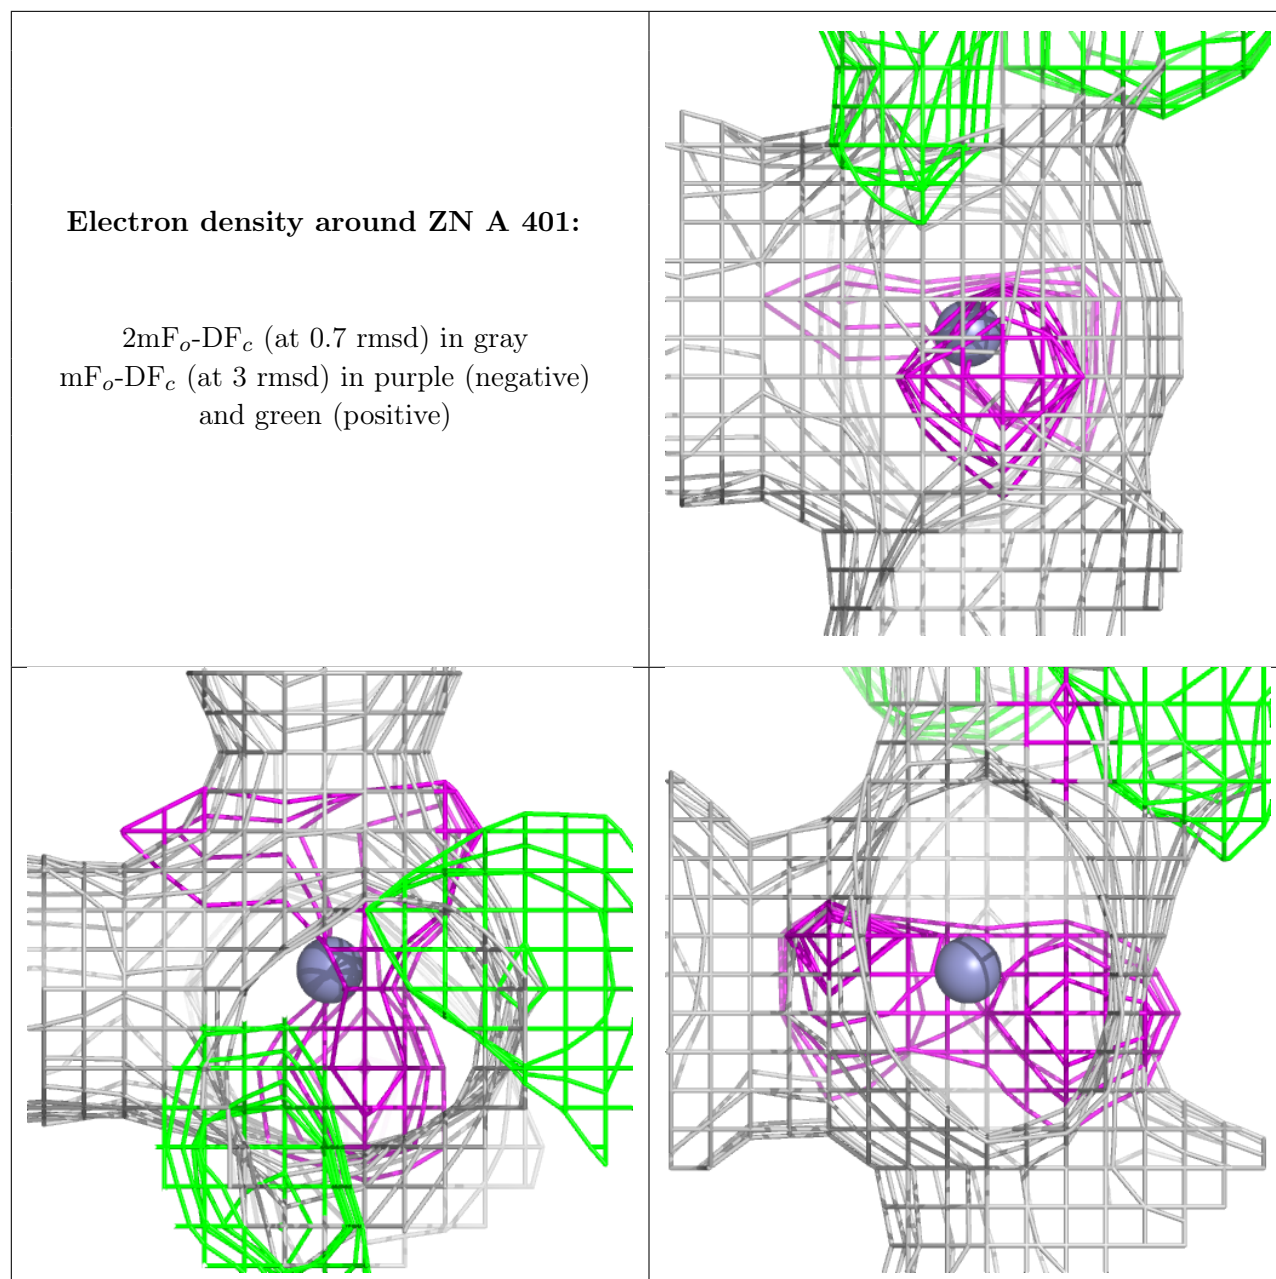 Electron density around ZN A 401:
2mFo-DFc (at 0.7 rmsd) in gray
mFo-DFc (at 3 rmsd) in purple (negative)
and green (positive)